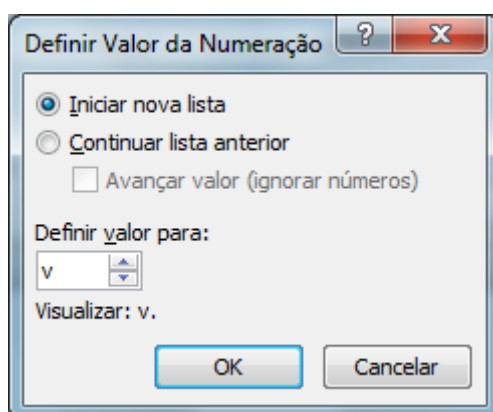 Definir Valor da Numeração
Iniciar nova lista
Continuar lista anterior
Avançar valor (ignorar números)
Definir valor para:
v
Visualizar: v.
OK Cancelar